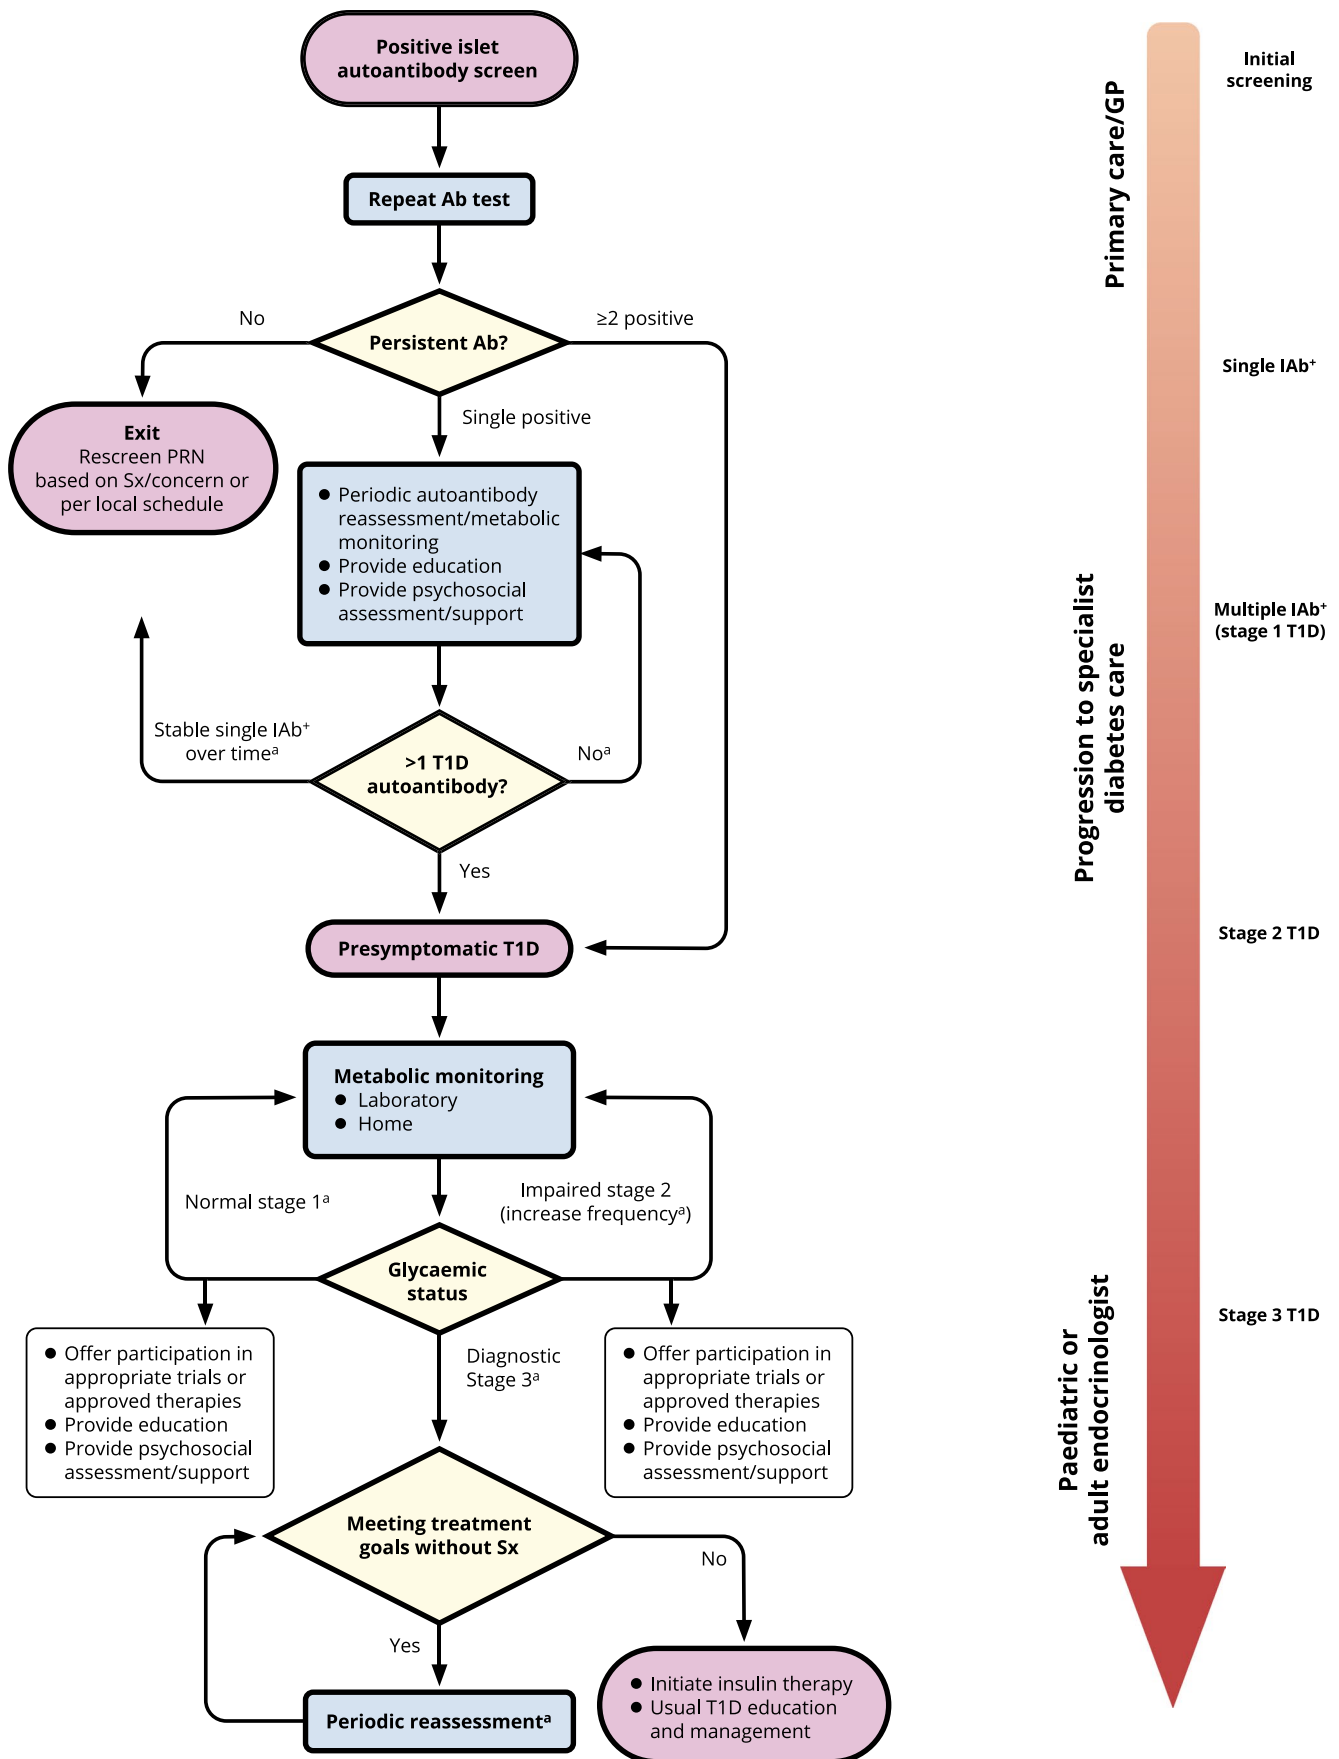 Positive islet
autoantibody screen
Repeat Ab test
Persistent Ab?
No
≥2 positive
Single positive
Exit
Rescreen PRN
based on Sx/concern or
per local schedule
● Periodic autoantibody
reassessment/metabolic
monitoring
● Provide education
● Provide psychosocial
assessment/support
Stable single IAb⁺
over timeᵃ
>1 T1D
autoantibody?
Noᵃ
Yes
Presymptomatic T1D
Metabolic monitoring
● Laboratory
● Home
Normal stage 1ᵃ
Impaired stage 2
(increase frequencyᵃ)
Glycaemic
status
● Offer participation in
appropriate trials or
approved therapies
● Provide education
● Provide psychosocial
assessment/support
Diagnostic
Stage 3ᵃ
● Offer participation in
appropriate trials or
approved therapies
● Provide education
● Provide psychosocial
assessment/support
Meeting treatment
goals without Sx
No
Yes
Periodic reassessmentᵃ
● Initiate insulin therapy
● Usual T1D education
and management
Primary care/GP
Progression to specialist
diabetes care
Paediatric or
adult endocrinologist
Initial
screening
Single IAb⁺
Multiple IAb⁺
(stage 1 T1D)
Stage 2 T1D
Stage 3 T1D